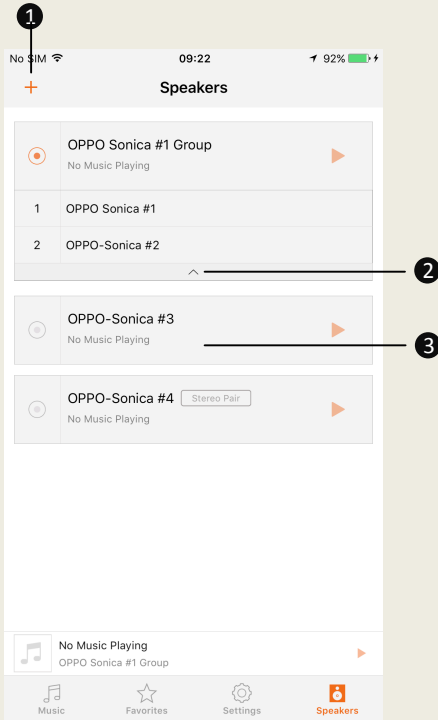 1
No SIM 09:22 92%
+ Speakers
OPPO Sonica #1 Group
No Music Playing
1 OPPO Sonica #1
2 OPPO-Sonica #2
2
OPPO-Sonica #3
No Music Playing
3
OPPO-Sonica #4 Stereo Pair
No Music Playing
No Music Playing
OPPO Sonica #1 Group
Music Favorites Settings Speakers